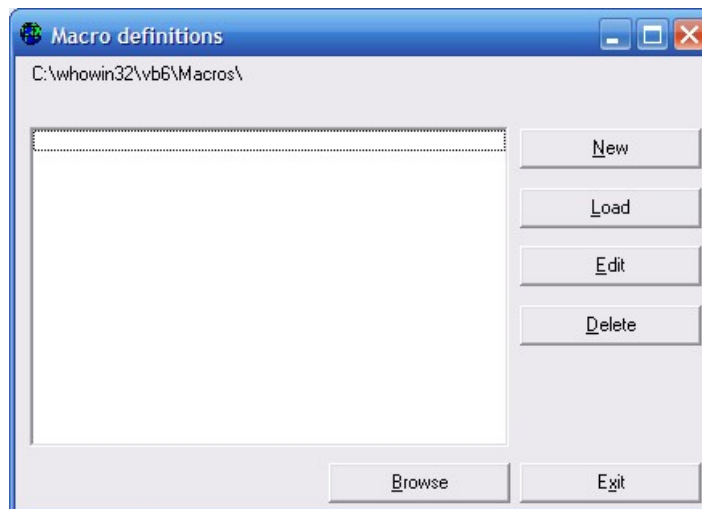 Macro definitions
C:\whowin32\vb6\Macros\
New
Load
Edit
Delete
Browse Exit